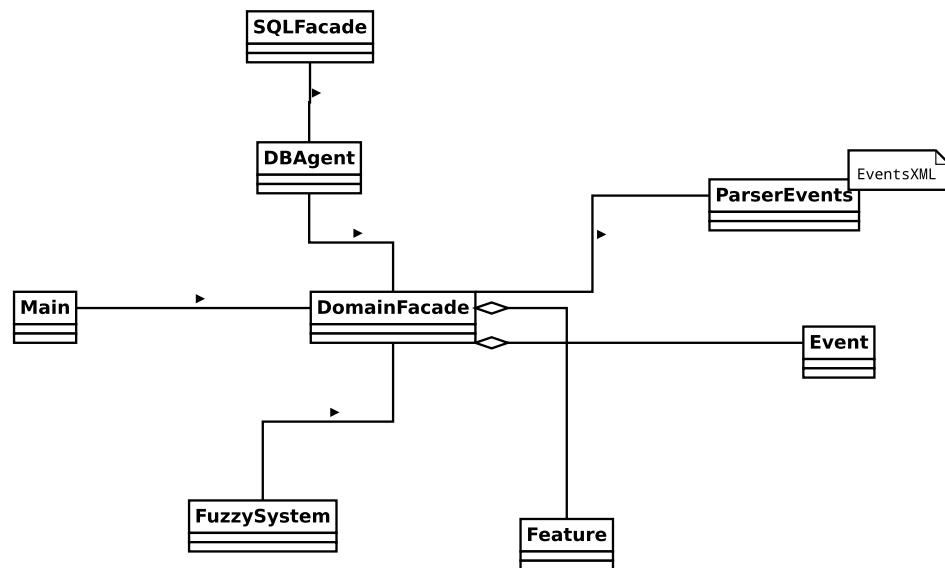 SQLFacade
DBAgent
EventsXML
ParserEvents
Main
DomainFacade
Event
FuzzySystem
Feature